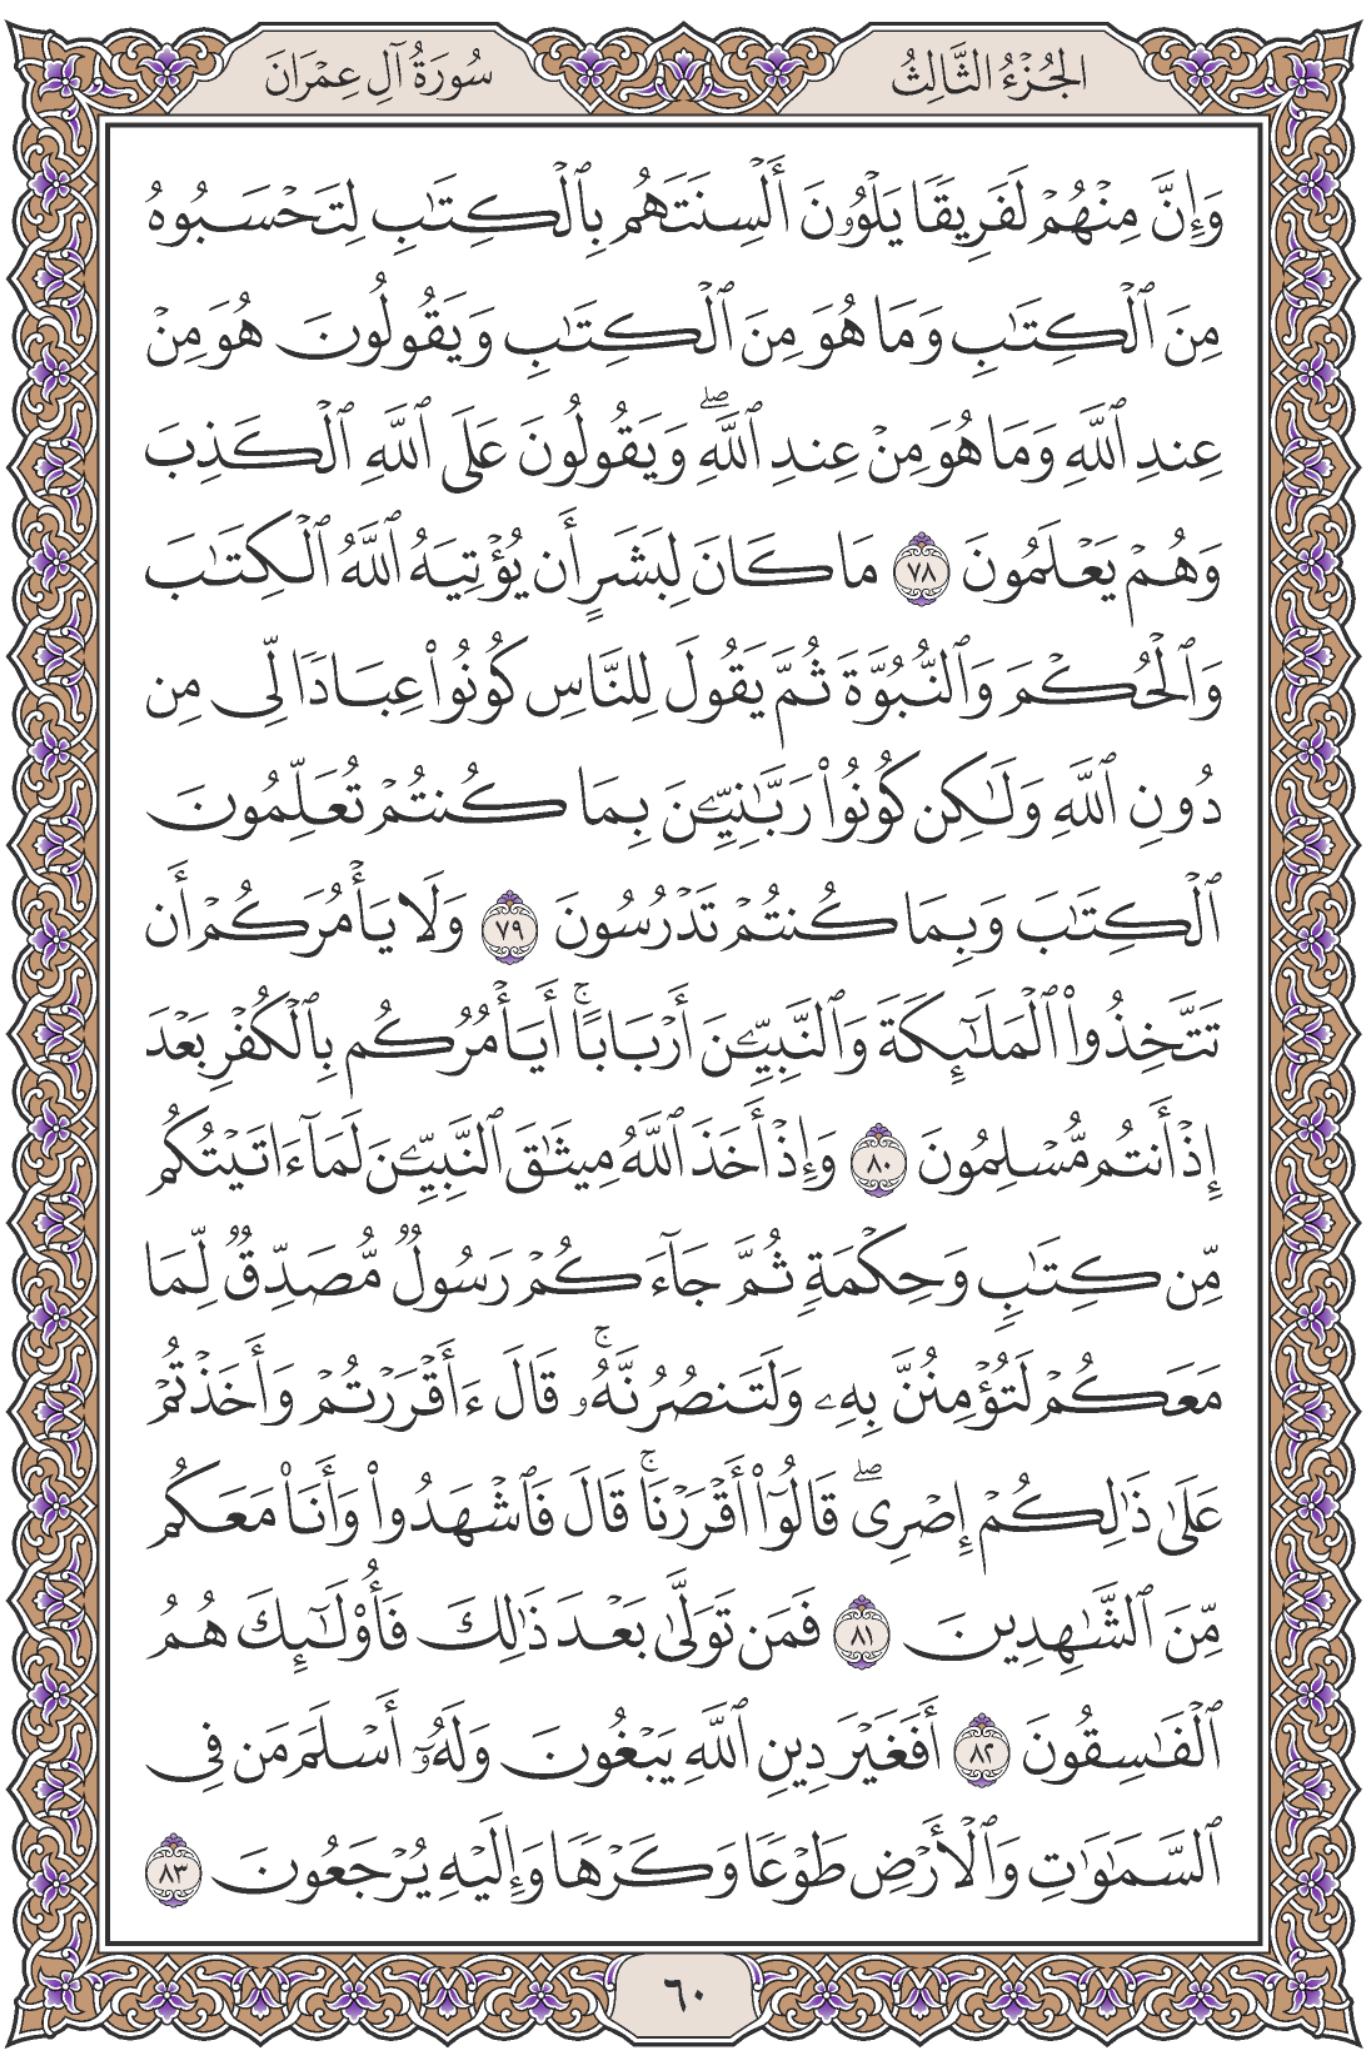 الجُزْءُ الثَّالِثُ
سُورَةُ آلِ عِمْرَانَ
وَإِنَّ مِنْهُمْ لَفَرِيقًا يَلْوُۥنَ أَلْسِنَتَهُم بِٱلْكِتَٰبِ لِتَحْسَبُوهُ
مِنَ ٱلْكِتَٰبِ وَمَا هُوَ مِنَ ٱلْكِتَٰبِ وَيَقُولُونَ هُوَ مِنْ
عِندِ ٱللَّهِ وَمَا هُوَ مِنْ عِندِ ٱللَّهِۖ وَيَقُولُونَ عَلَى ٱللَّهِ ٱلْكَذِبَ
وَهُمْ يَعْلَمُونَ ٧٨ مَا كَانَ لِبَشَرٍ أَن يُؤْتِيَهُ ٱللَّهُ ٱلْكِتَٰبَ
وَٱلْحُكْمَ وَٱلنُّبُوَّةَ ثُمَّ يَقُولَ لِلنَّاسِ كُونُوا۟ عِبَادًا لِّى مِن
دُونِ ٱللَّهِ وَلَٰكِن كُونُوا۟ رَبَّٰنِيِّۦنَ بِمَا كُنتُمْ تُعَلِّمُونَ
ٱلْكِتَٰبَ وَبِمَا كُنتُمْ تَدْرُسُونَ ٧٩ وَلَا يَأْمُرَكُمْ أَن
تَتَّخِذُوا۟ ٱلْمَلَٰٓئِكَةَ وَٱلنَّبِيِّۦنَ أَرْبَابًاۚ أَيَأْمُرُكُم بِٱلْكُفْرِ بَعْدَ
إِذْ أَنتُم مُّسْلِمُونَ ٨٠ وَإِذْ أَخَذَ ٱللَّهُ مِيثَٰقَ ٱلنَّبِيِّۦنَ لَمَآ ءَاتَيْتُكُم
مِّن كِتَٰبٍ وَحِكْمَةٍ ثُمَّ جَآءَكُمْ رَسُولٌ مُّصَدِّقٌ لِّمَا
مَعَكُمْ لَتُؤْمِنُنَّ بِهِۦ وَلَتَنصُرُنَّهُۥۚ قَالَ ءَأَقْرَرْتُمْ وَأَخَذْتُمْ
عَلَىٰ ذَٰلِكُمْ إِصْرِىۖ قَالُوٓا۟ أَقْرَرْنَاۚ قَالَ فَٱشْهَدُوا۟ وَأَنَا۠ مَعَكُم
مِّنَ ٱلشَّٰهِدِينَ ٨١ فَمَن تَوَلَّىٰ بَعْدَ ذَٰلِكَ فَأُو۟لَٰٓئِكَ هُمُ
ٱلْفَٰسِقُونَ ٨٢ أَفَغَيْرَ دِينِ ٱللَّهِ يَبْغُونَ وَلَهُۥٓ أَسْلَمَ مَن فِى
ٱلسَّمَٰوَٰتِ وَٱلْأَرْضِ طَوْعًا وَكَرْهًا وَإِلَيْهِ يُرْجَعُونَ ٨٣
٦٠